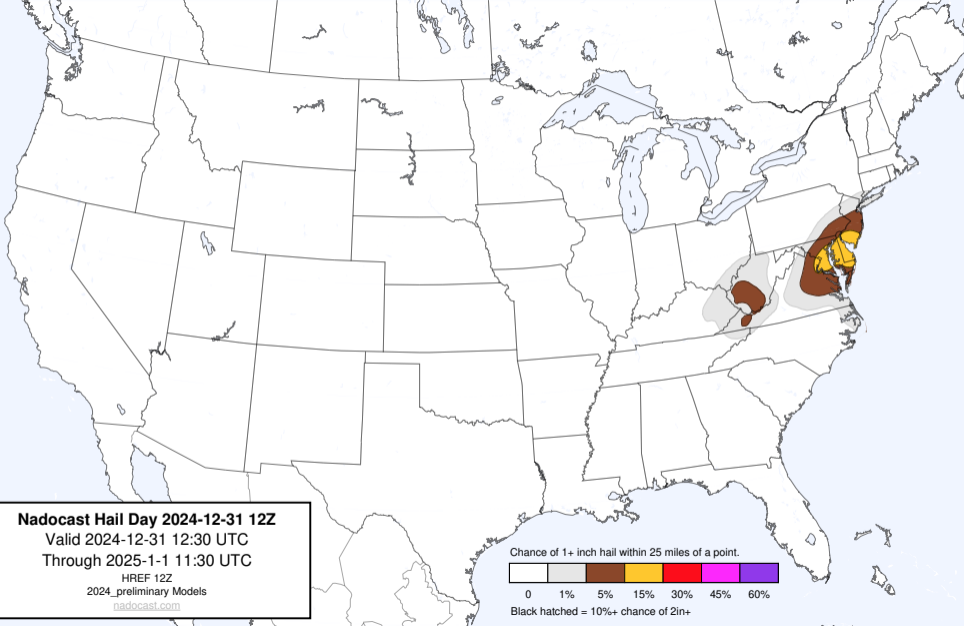 Nadocast Hail Day 2024-12-31 12Z
Valid 2024-12-31 12:30 UTC
Through 2025-1-1 11:30 UTC
HREF 12Z
2024_preliminary Models
nadocast.com
Chance of 1+ inch hail within 25 miles of a point.
0 1% 5% 15% 30% 45% 60%
Black hatched = 10%+ chance of 2in+